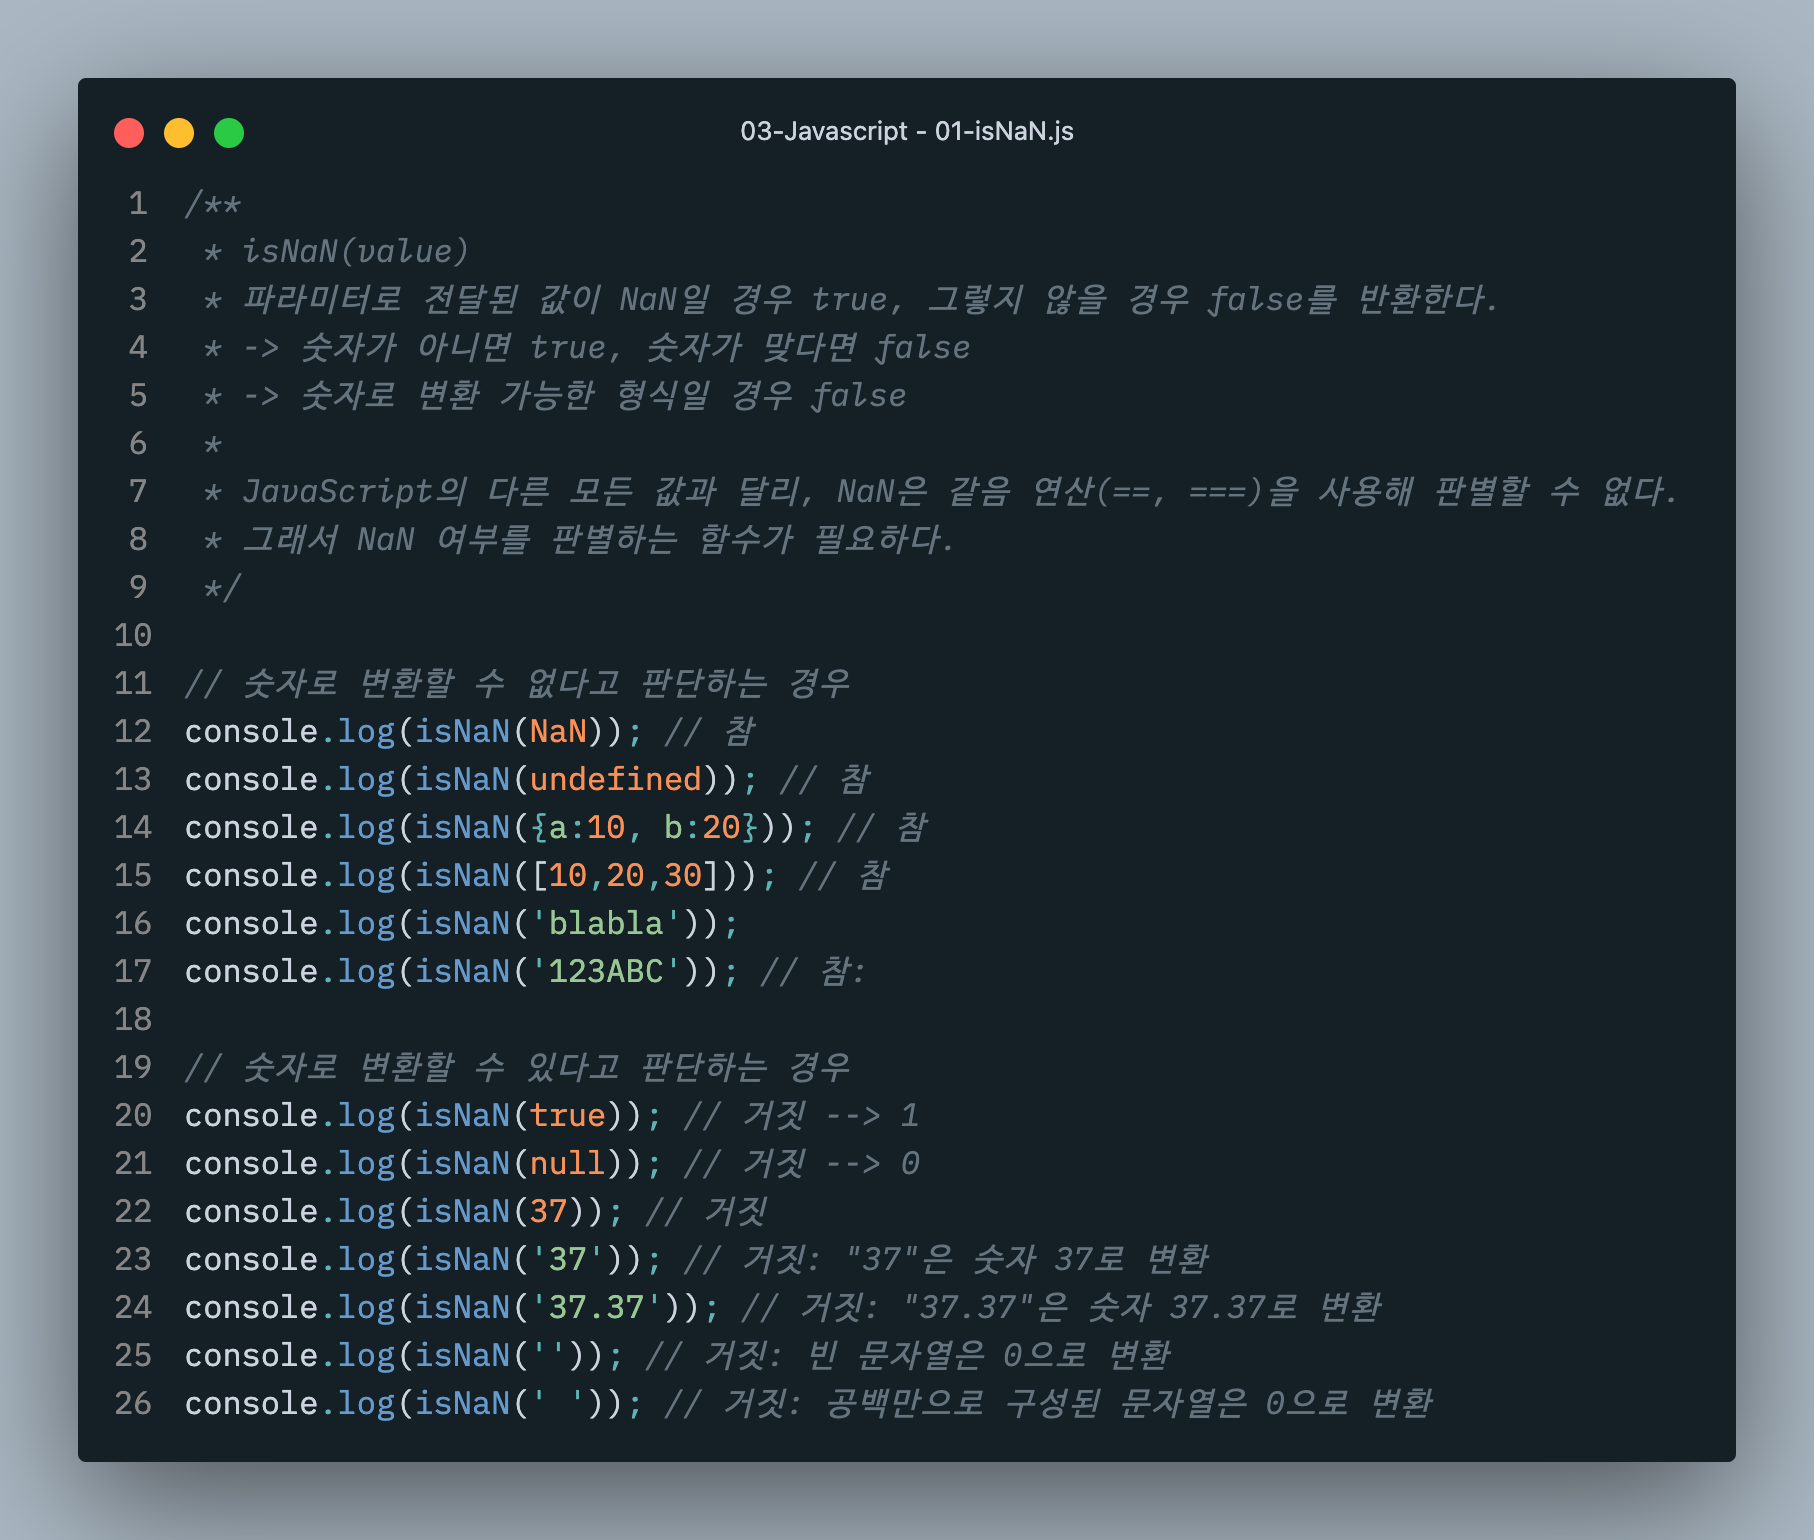 03-Javascript - 01-isNaN.js
1 /**
2  * isNaN(value)
3  * 파라미터로 전달된 값이 NaN일 경우 true, 그렇지 않을 경우 false를 반환한다.
4  * -> 숫자가 아니면 true, 숫자가 맞다면 false
5  * -> 숫자로 변환 가능한 형식일 경우 false
6  *
7  * JavaScript의 다른 모든 값과 달리, NaN은 같음 연산(==, ===)을 사용해 판별할 수 없다.
8  * 그래서 NaN 여부를 판별하는 함수가 필요하다.
9  */
10
11 // 숫자로 변환할 수 없다고 판단하는 경우
12 console.log(isNaN(NaN)); // 참
13 console.log(isNaN(undefined)); // 참
14 console.log(isNaN({a:10, b:20})); // 참
15 console.log(isNaN([10,20,30])); // 참
16 console.log(isNaN('blabla'));
17 console.log(isNaN('123ABC')); // 참:
18
19 // 숫자로 변환할 수 있다고 판단하는 경우
20 console.log(isNaN(true)); // 거짓 --> 1
21 console.log(isNaN(null)); // 거짓 --> 0
22 console.log(isNaN(37)); // 거짓
23 console.log(isNaN('37')); // 거짓: "37"은 숫자 37로 변환
24 console.log(isNaN('37.37')); // 거짓: "37.37"은 숫자 37.37로 변환
25 console.log(isNaN('')); // 거짓: 빈 문자열은 0으로 변환
26 console.log(isNaN(' ')); // 거짓: 공백만으로 구성된 문자열은 0으로 변환